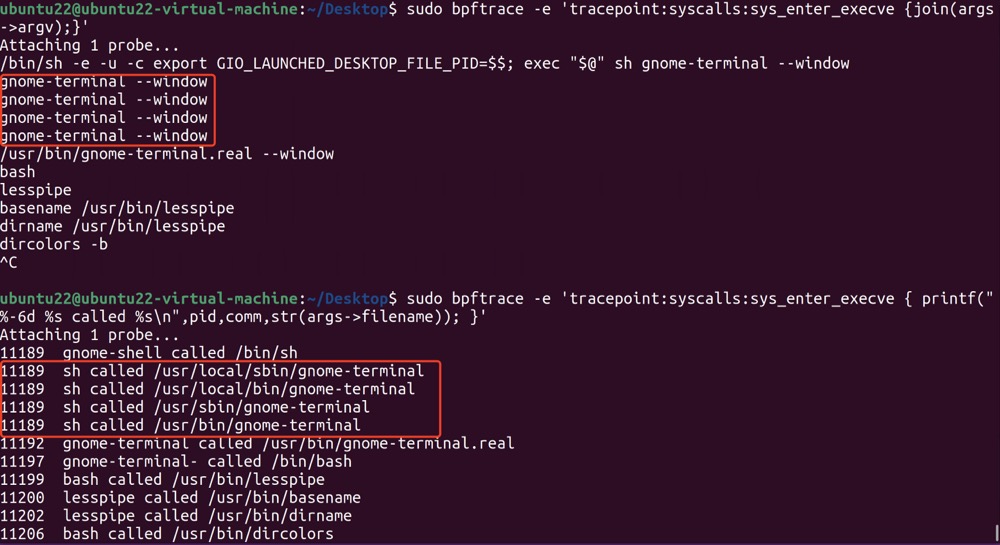 ubuntu22@ubuntu22-virtual-machine:~/Desktop$ sudo bpftrace -e 'tracepoint:syscalls:sys_enter_execve {join(args
->argv);}'
Attaching 1 probe...
/bin/sh -e -u -c export GIO_LAUNCHED_DESKTOP_FILE_PID=$$; exec "$@" sh gnome-terminal --window
gnome-terminal --window
gnome-terminal --window
gnome-terminal --window
gnome-terminal --window
/usr/bin/gnome-terminal.real --window
bash
lesspipe
basename /usr/bin/lesspipe
dirname /usr/bin/lesspipe
dircolors -b
^C
ubuntu22@ubuntu22-virtual-machine:~/Desktop$ sudo bpftrace -e 'tracepoint:syscalls:sys_enter_execve { printf("
%-6d %s called %s\n",pid,comm,str(args->filename)); }'
Attaching 1 probe...
11189  gnome-shell called /bin/sh
11189  sh called /usr/local/sbin/gnome-terminal
11189  sh called /usr/local/bin/gnome-terminal
11189  sh called /usr/sbin/gnome-terminal
11189  sh called /usr/bin/gnome-terminal
11192  gnome-terminal called /usr/bin/gnome-terminal.real
11197  gnome-terminal- called /bin/bash
11199  bash called /usr/bin/lesspipe
11200  lesspipe called /usr/bin/basename
11202  lesspipe called /usr/bin/dirname
11206  bash called /usr/bin/dircolors